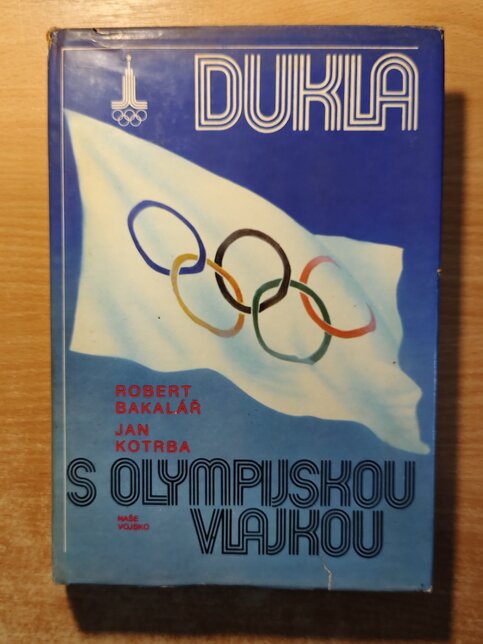 DUKLA
ROBERT
BAKALÁŘ
JAN
KOTRBA
S OLYMPIJSKOU
VLAJKOU
NAŠE
VOJSKO